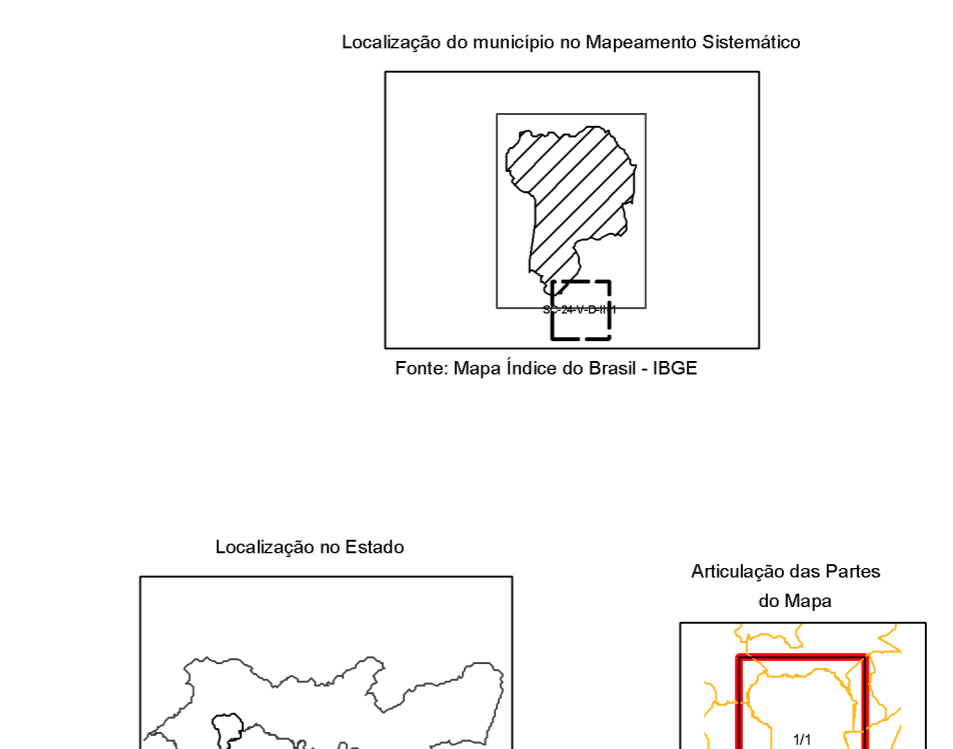 Localização do município no Mapeamento Sistemático
SC-24-V-D-II-1
Fonte: Mapa Índice do Brasil - IBGE
Localização no Estado
Articulação das Partes
do Mapa
1/1